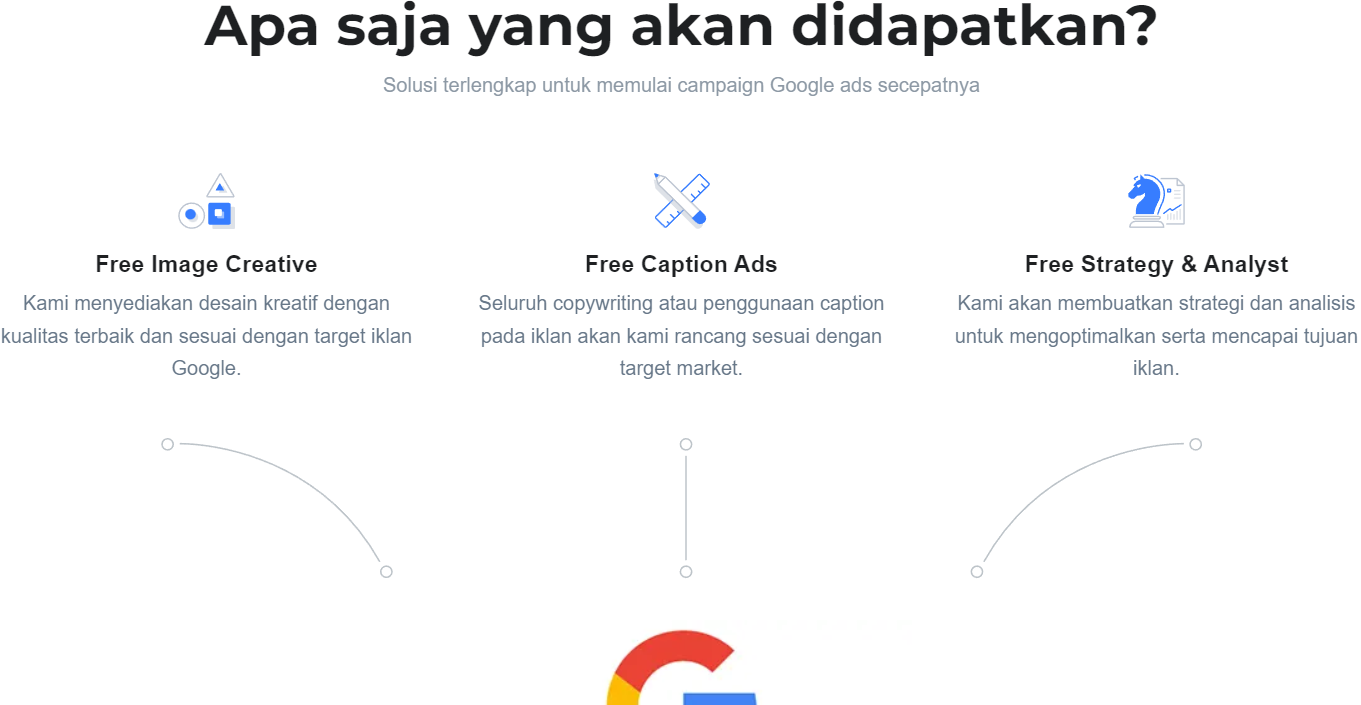 Apa saja yang akan didapatkan?
Solusi terlengkap untuk memulai campaign Google ads secepatnya
Free Image Creative
Kami menyediakan desain kreatif dengan
kualitas terbaik dan sesuai dengan target iklan
Google.
Free Caption Ads
Seluruh copywriting atau penggunaan caption
pada iklan akan kami rancang sesuai dengan
target market.
Free Strategy & Analyst
Kami akan membuatkan strategi dan analisis
untuk mengoptimalkan serta mencapai tujuan
iklan.